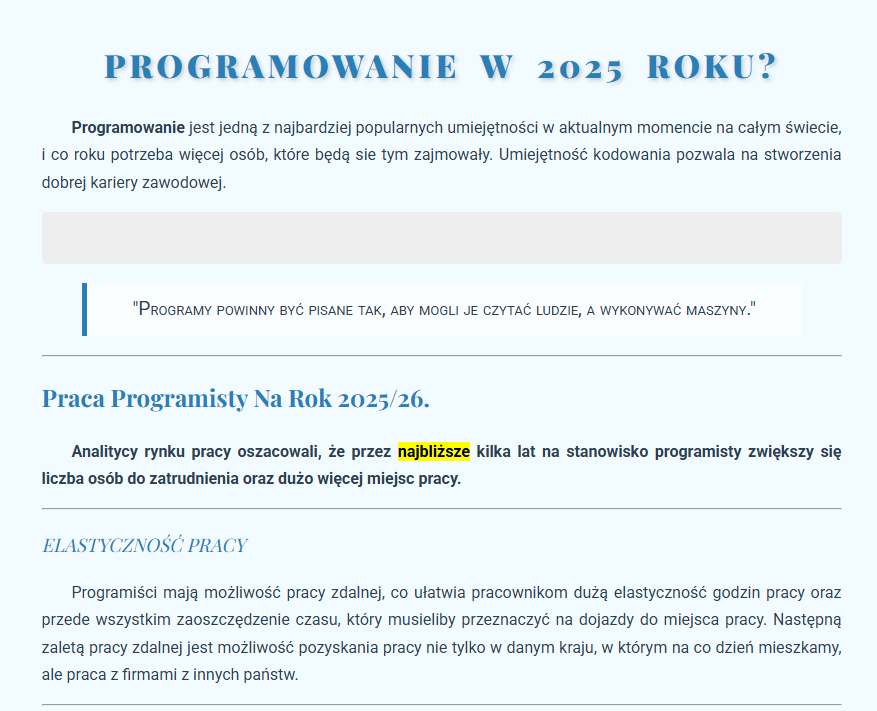 PROGRAMOWANIE W 2025 ROKU?
Programowanie jest jedną z najbardziej popularnych umiejętności w aktualnym momencie na całym świecie,
i co roku potrzeba więcej osób, które będą sie tym zajmowały. Umiejętność kodowania pozwala na stworzenia
dobrej kariery zawodowej.
"Programy powinny być pisane tak, aby mogli je czytać ludzie, a wykonywać maszyny."
Praca Programisty Na Rok 2025/26.
Analitycy rynku pracy oszacowali, że przez najbliższe kilka lat na stanowisko programisty zwiększy się
liczba osób do zatrudnienia oraz dużo więcej miejsc pracy.
ELASTYCZNOŚĆ PRACY
Programiści mają możliwość pracy zdalnej, co ułatwia pracownikom dużą elastyczność godzin pracy oraz
przede wszystkim zaoszczędzenie czasu, który musieliby przeznaczyć na dojazdy do miejsca pracy. Następną
zaletą pracy zdalnej jest możliwość pozyskania pracy nie tylko w danym kraju, w którym na co dzień mieszkamy,
ale praca z firmami z innych państw.